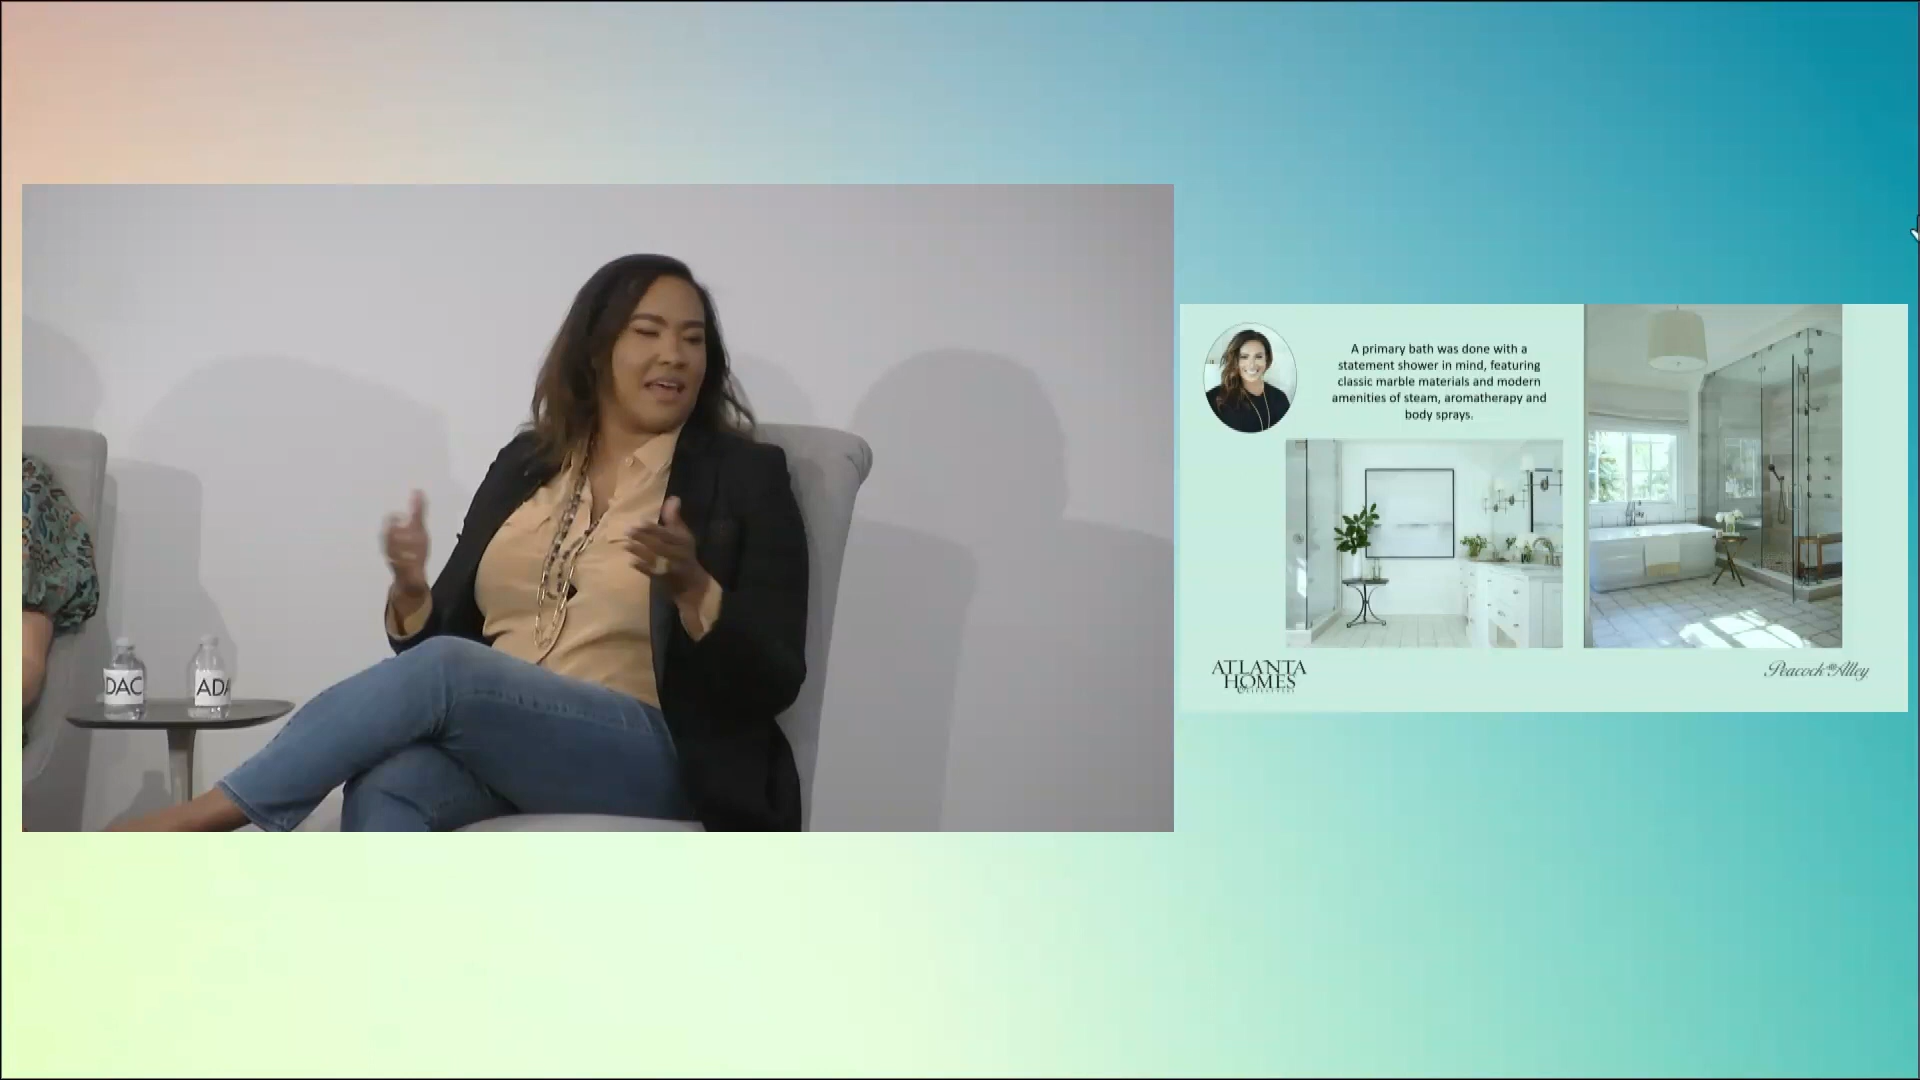 A primary bath was done with a
statement shower in mind, featuring
classic marble materials and modern
amenities of steam, aromatherapy and
body sprays.
DAC
ADA
ATLANTA
HOMES
& LIFESTYLES
Peacock Alley